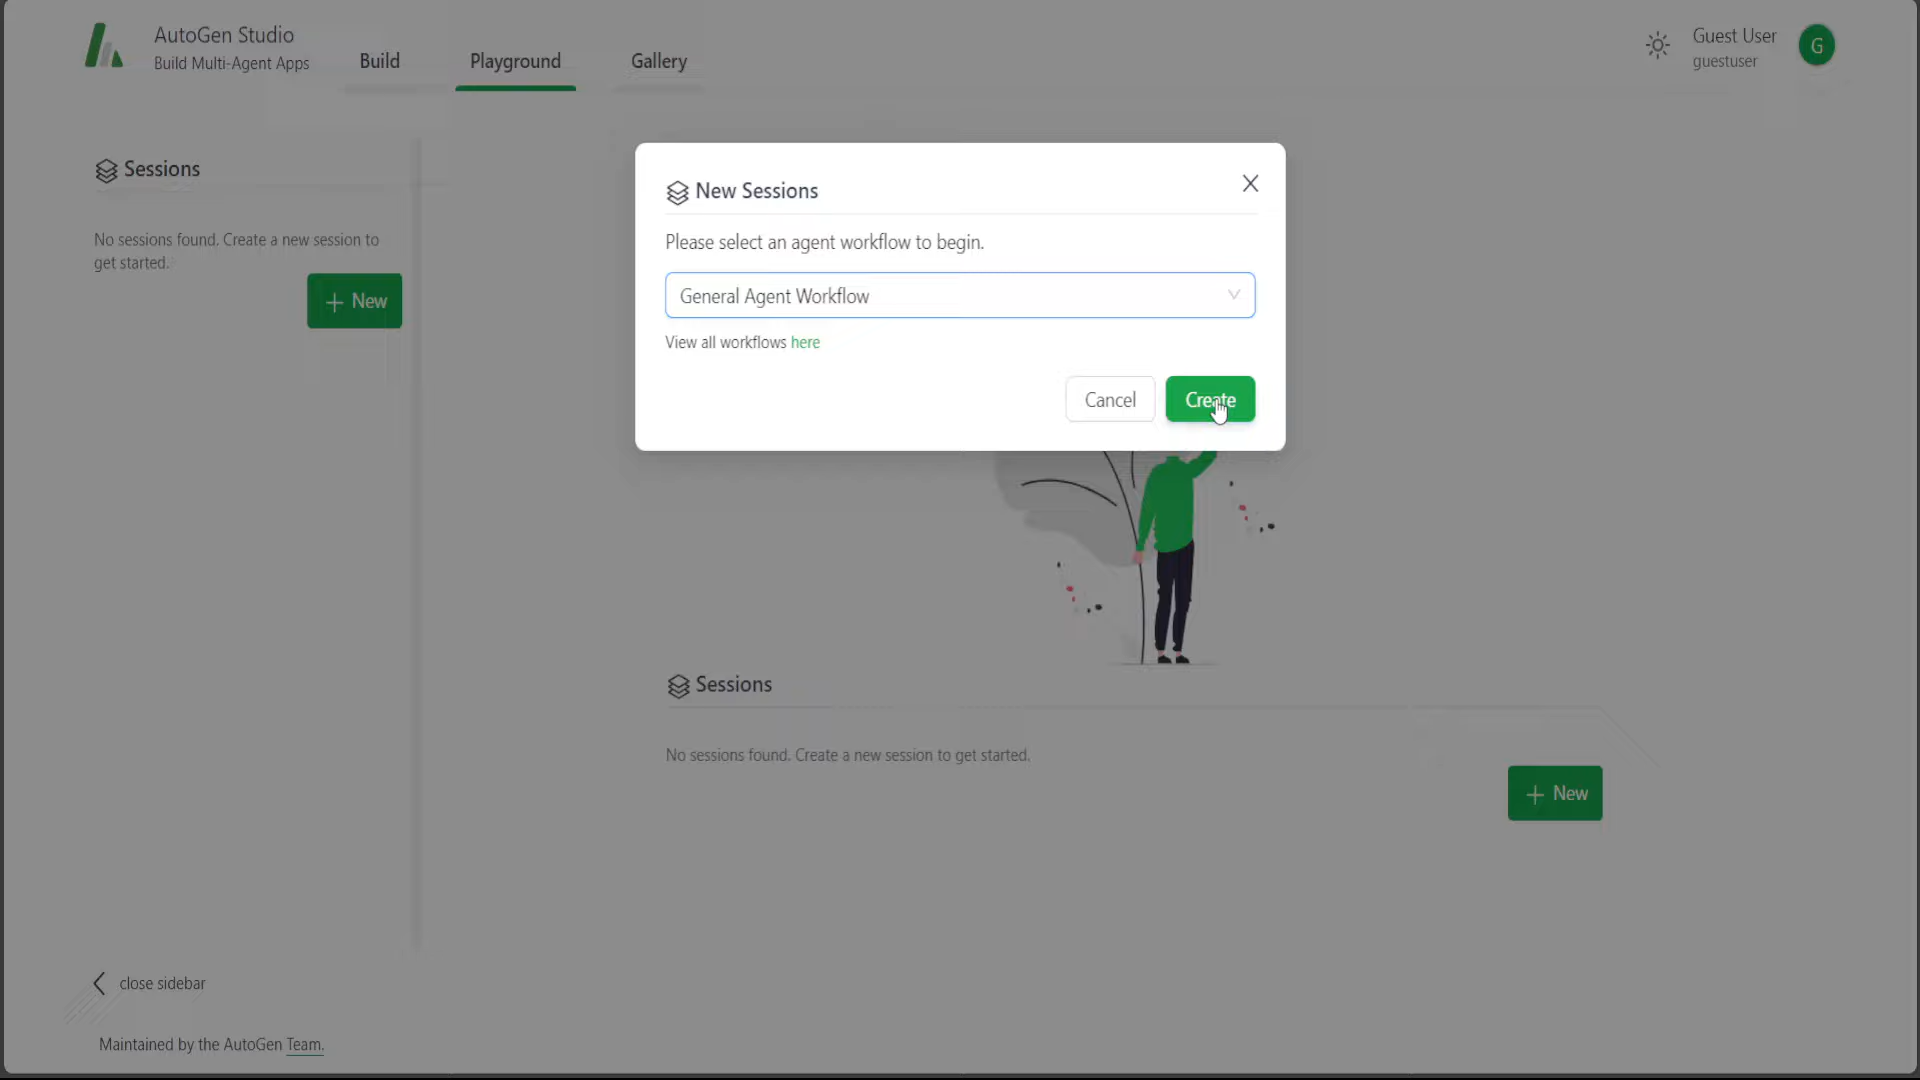 AutoGen Studio
Build Multi-Agent Apps
Build
Playground
Gallery
Guest User
guestuser
G
Sessions
No sessions found. Create a new session to
get started.
+ New
New Sessions
Please select an agent workflow to begin.
General Agent Workflow
View all workflows here
Cancel
Create
Sessions
No sessions found. Create a new session to get started.
+ New
close sidebar
Maintained by the AutoGen Team.